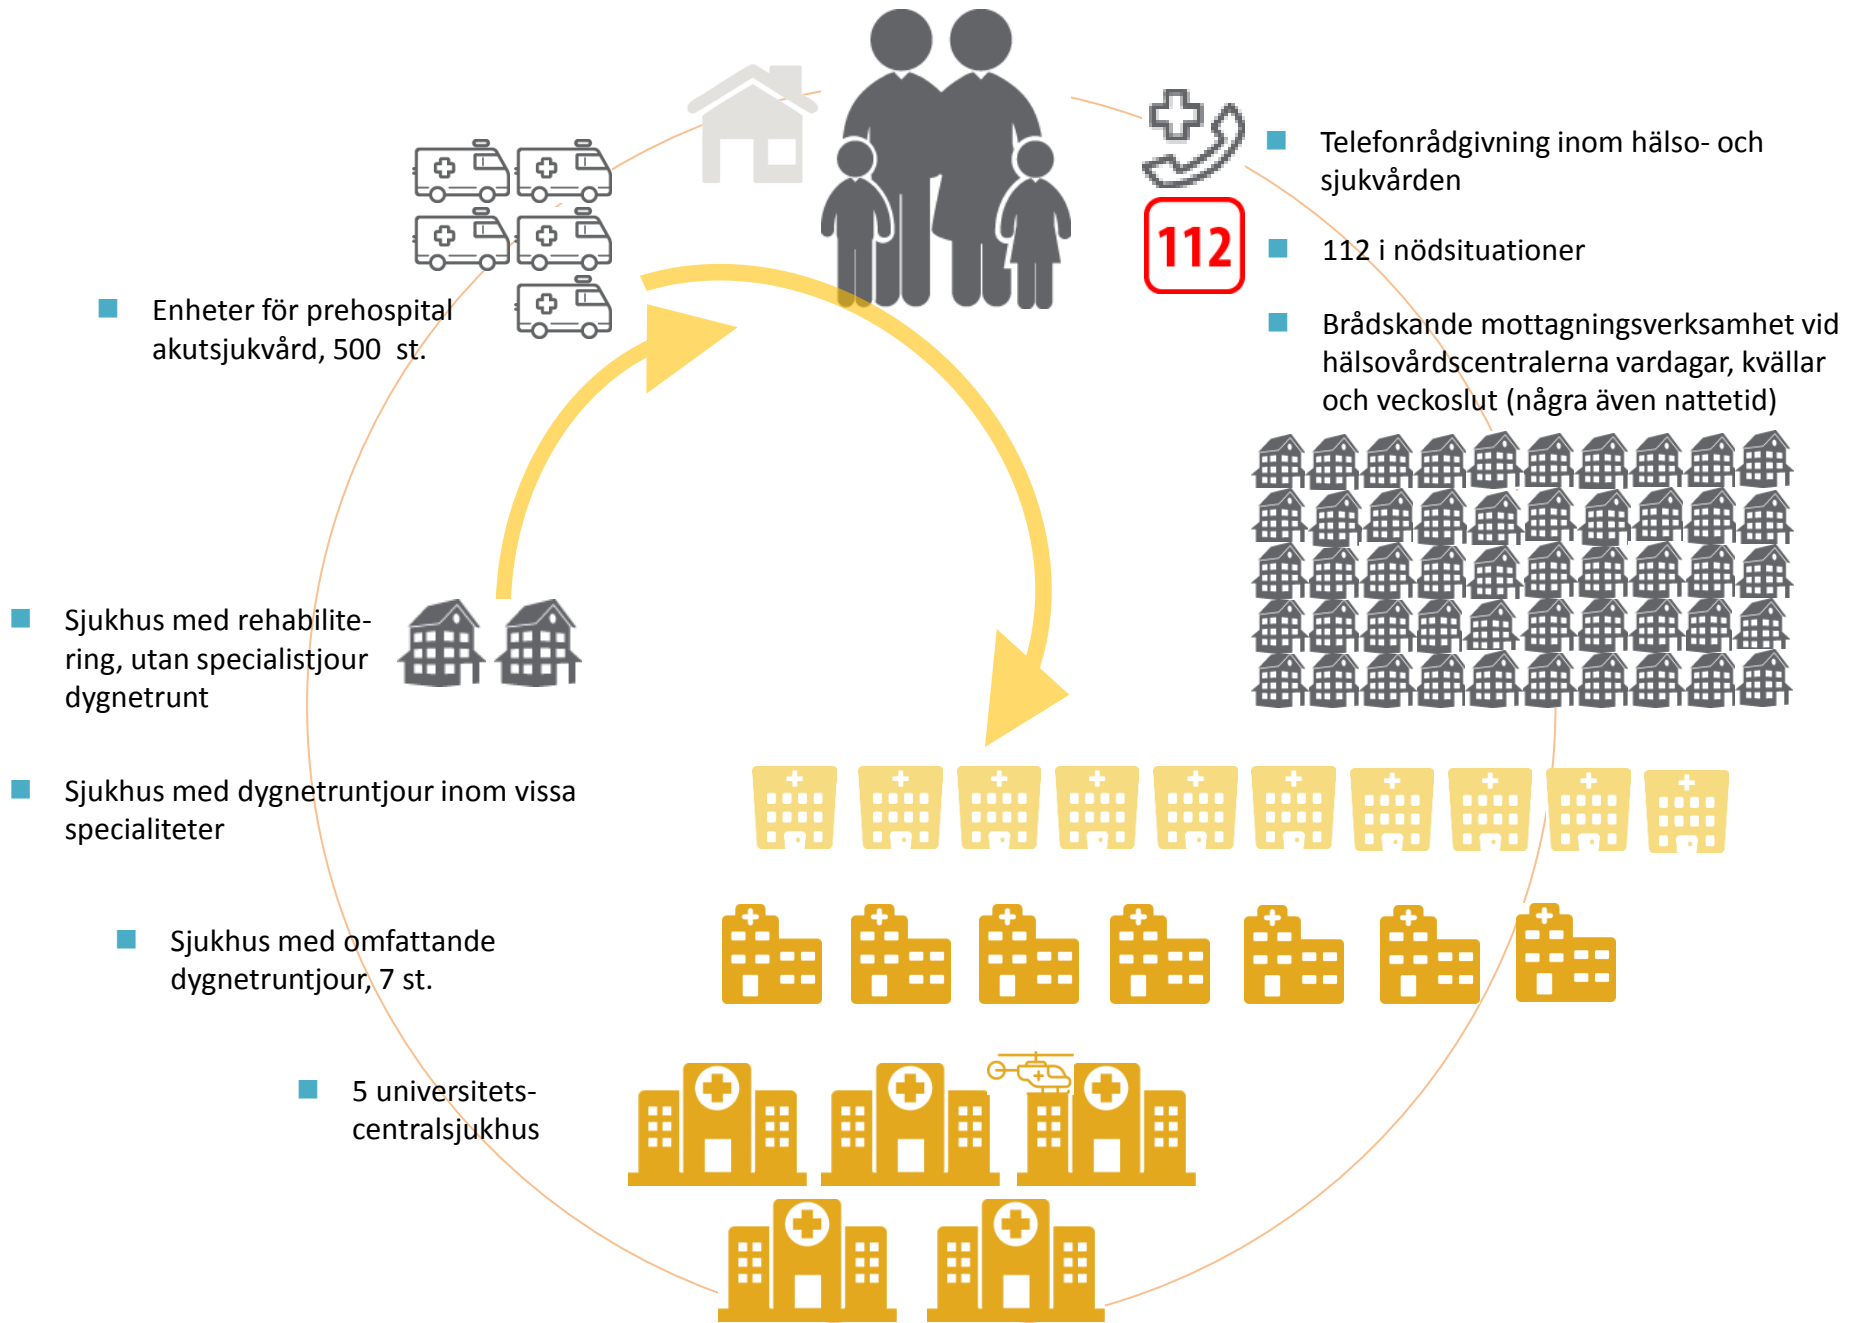 Telefonrådgivning inom hälso- och
sjukvården
112
112 i nödsituationer
Enheter för prehospital
akutsjukvård, 500 st.
Brådskande mottagningsverksamhet vid
hälsovårdscentralerna vardagar, kvällar
och veckoslut (några även nattetid)
Sjukhus med rehabilite-
ring, utan specialistjour
dygnetrunt
Sjukhus med dygnetruntjour inom vissa
specialiteter
Sjukhus med omfattande
dygnetruntjour, 7 st.
5 universitets-
centralsjukhus